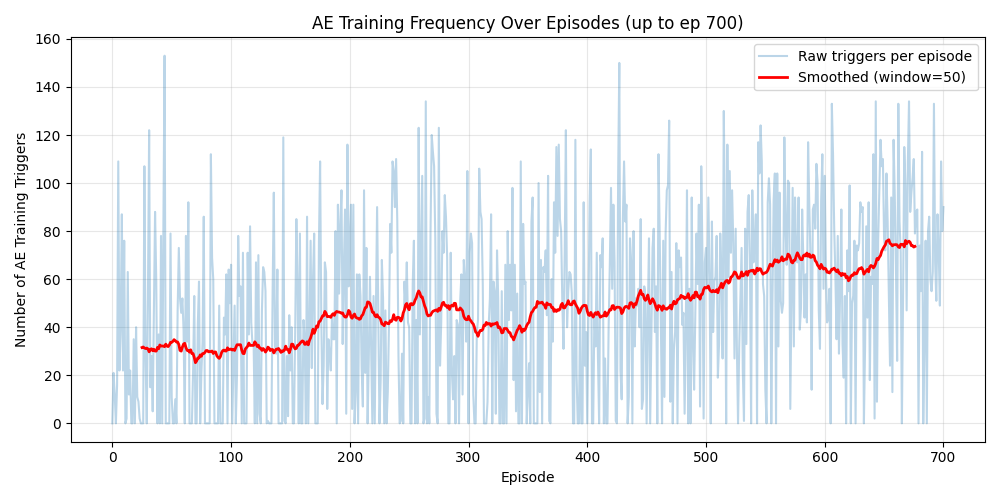 AE Training Frequency Over Episodes (up to ep 700)
Raw triggers per episode
Smoothed (window=50)
Number of AE Training Triggers
160
140
120
100
80
60
40
20
0
0 100 200 300 400 500 600 700
Episode